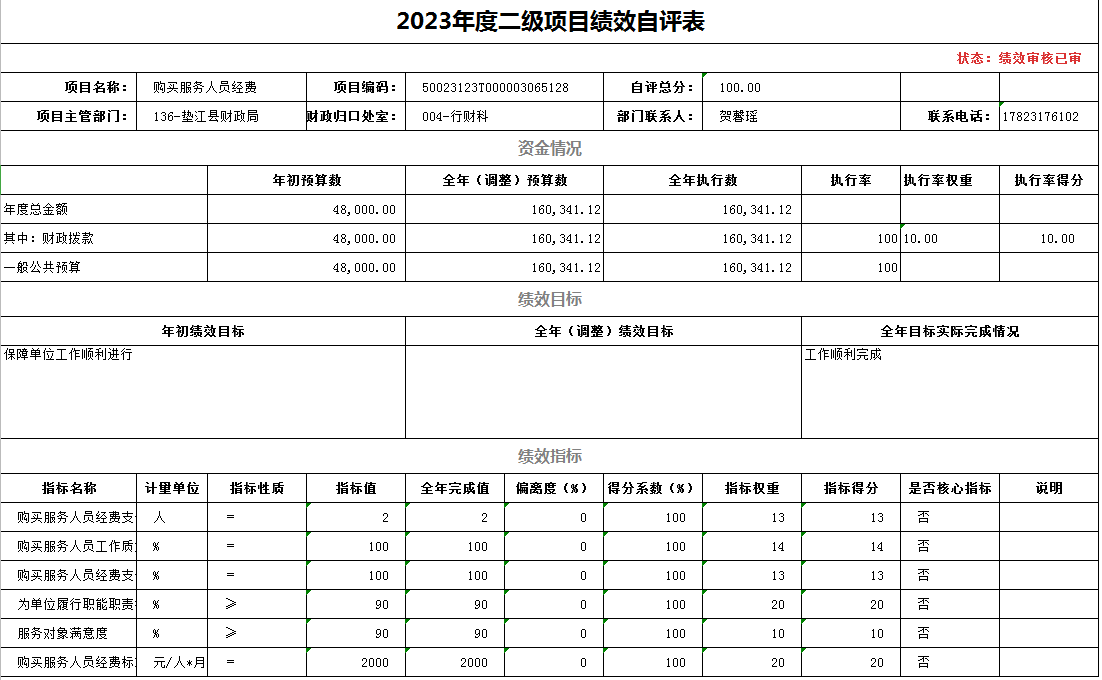 2023年度二级项目绩效自评表
状态：绩效审核已审
项目名称： 购买服务人员经费 项目编码： 50023123T000003065128 自评总分： 100.00
项目主管部门： 136-垫江县财政局 财政归口处室： 004-行财科 部门联系人： 贺馨瑶 联系电话： 17823176102
资金情况
年初预算数 全年（调整）预算数 全年执行数 执行率 执行率权重 执行率得分
年度总金额 48,000.00 160,341.12 160,341.12
其中：财政拨款 48,000.00 160,341.12 160,341.12 100 10.00 10.00
一般公共预算 48,000.00 160,341.12 160,341.12 100
绩效目标
年初绩效目标 全年（调整）绩效目标 全年目标实际完成情况
保障单位工作顺利进行 工作顺利完成
绩效指标
指标名称 计量单位 指标性质 指标值 全年完成值 偏离度（%） 得分系数（%） 指标权重 指标得分 是否核心指标 说明
购买服务人员经费支 人 ＝ 2 2 0 100 13 13 否
购买服务人员工作质 % ＝ 100 100 0 100 14 14 否
购买服务人员经费支 % ＝ 100 100 0 100 13 13 否
为单位履行职能职责 % ≥ 90 90 0 100 20 20 否
服务对象满意度 % ≥ 90 90 0 100 10 10 否
购买服务人员经费标 元/人*月 ＝ 2000 2000 0 100 20 20 否